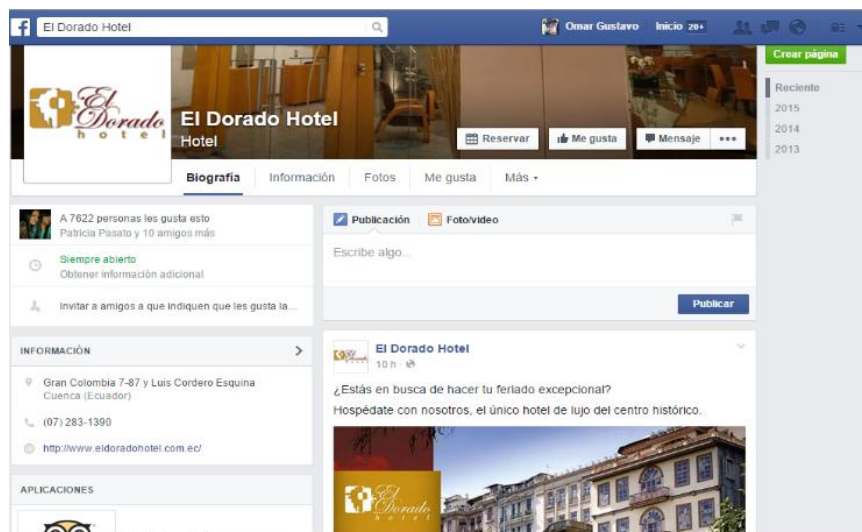 El Dorado Hotel
Omar Gustavo
Inicio 20+
Crear página
Reciente
2015
2014
2013
El
Dorado
hotel
El Dorado Hotel
Hotel
Reservar
Me gusta
Mensaje
Biografía
Información
Fotos
Me gusta
Más
A 7622 personas les gusta esto
Patricia Pasato y 10 amigos más
Siempre abierto
Obtener información adicional
Invitar a amigos a que indiquen que les gusta la...
INFORMACIÓN
Gran Colombia 7-87 y Luis Cordero Esquina
Cuenca (Ecuador)
(07) 283-1390
http://www.eldoradohotel.com.ec/
APLICACIONES
Publicación
Foto/video
Escribe algo...
Publicar
El Dorado Hotel
10 h
¿Estás en busca de hacer tu feriado excepcional?
Hospédate con nosotros, el único hotel de lujo del centro histórico.
El
Dorado
hotel